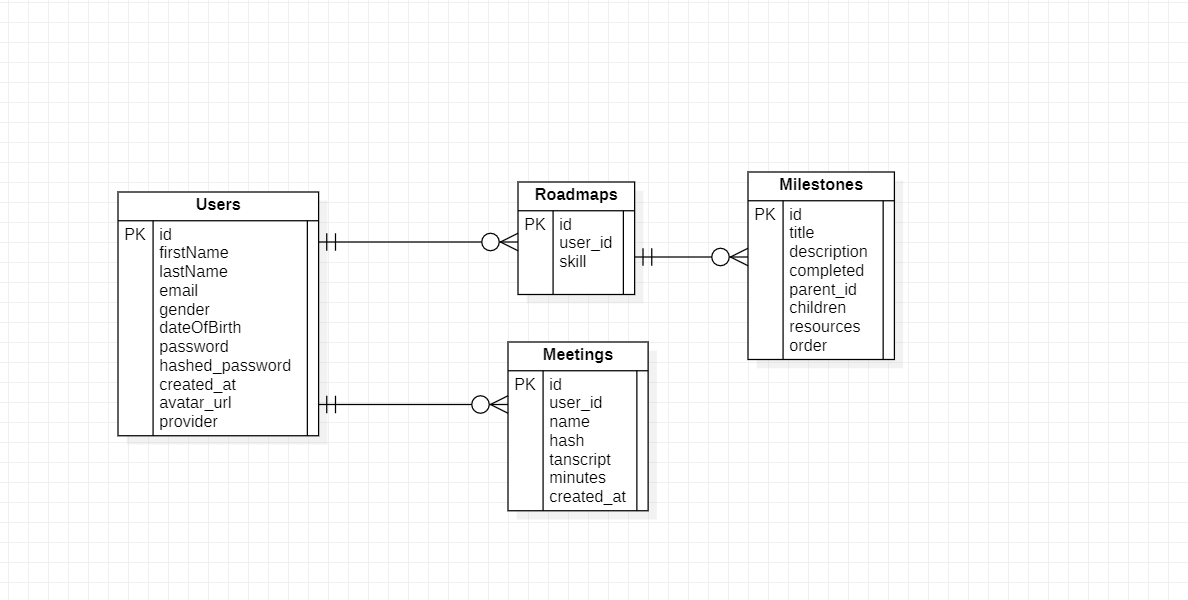 Users
PK id
firstName
lastName
email
gender
dateOfBirth
password
hashed_password
created_at
avatar_url
provider
Roadmaps
PK id
user_id
skill
Milestones
PK id
title
description
completed
parent_id
children
resources
order
Meetings
PK id
user_id
name
hash
tanscript
minutes
created_at